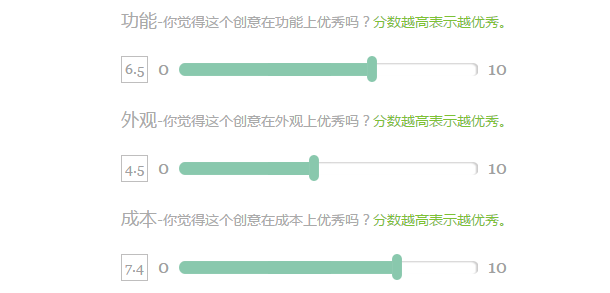 功能-你觉得这个创意在功能上优秀吗？分数越高表示越优秀。
6.5 0 10
外观-你觉得这个创意在外观上优秀吗？分数越高表示越优秀。
4.5 0 10
成本-你觉得这个创意在成本上优秀吗？分数越高表示越优秀。
7.4 0 10